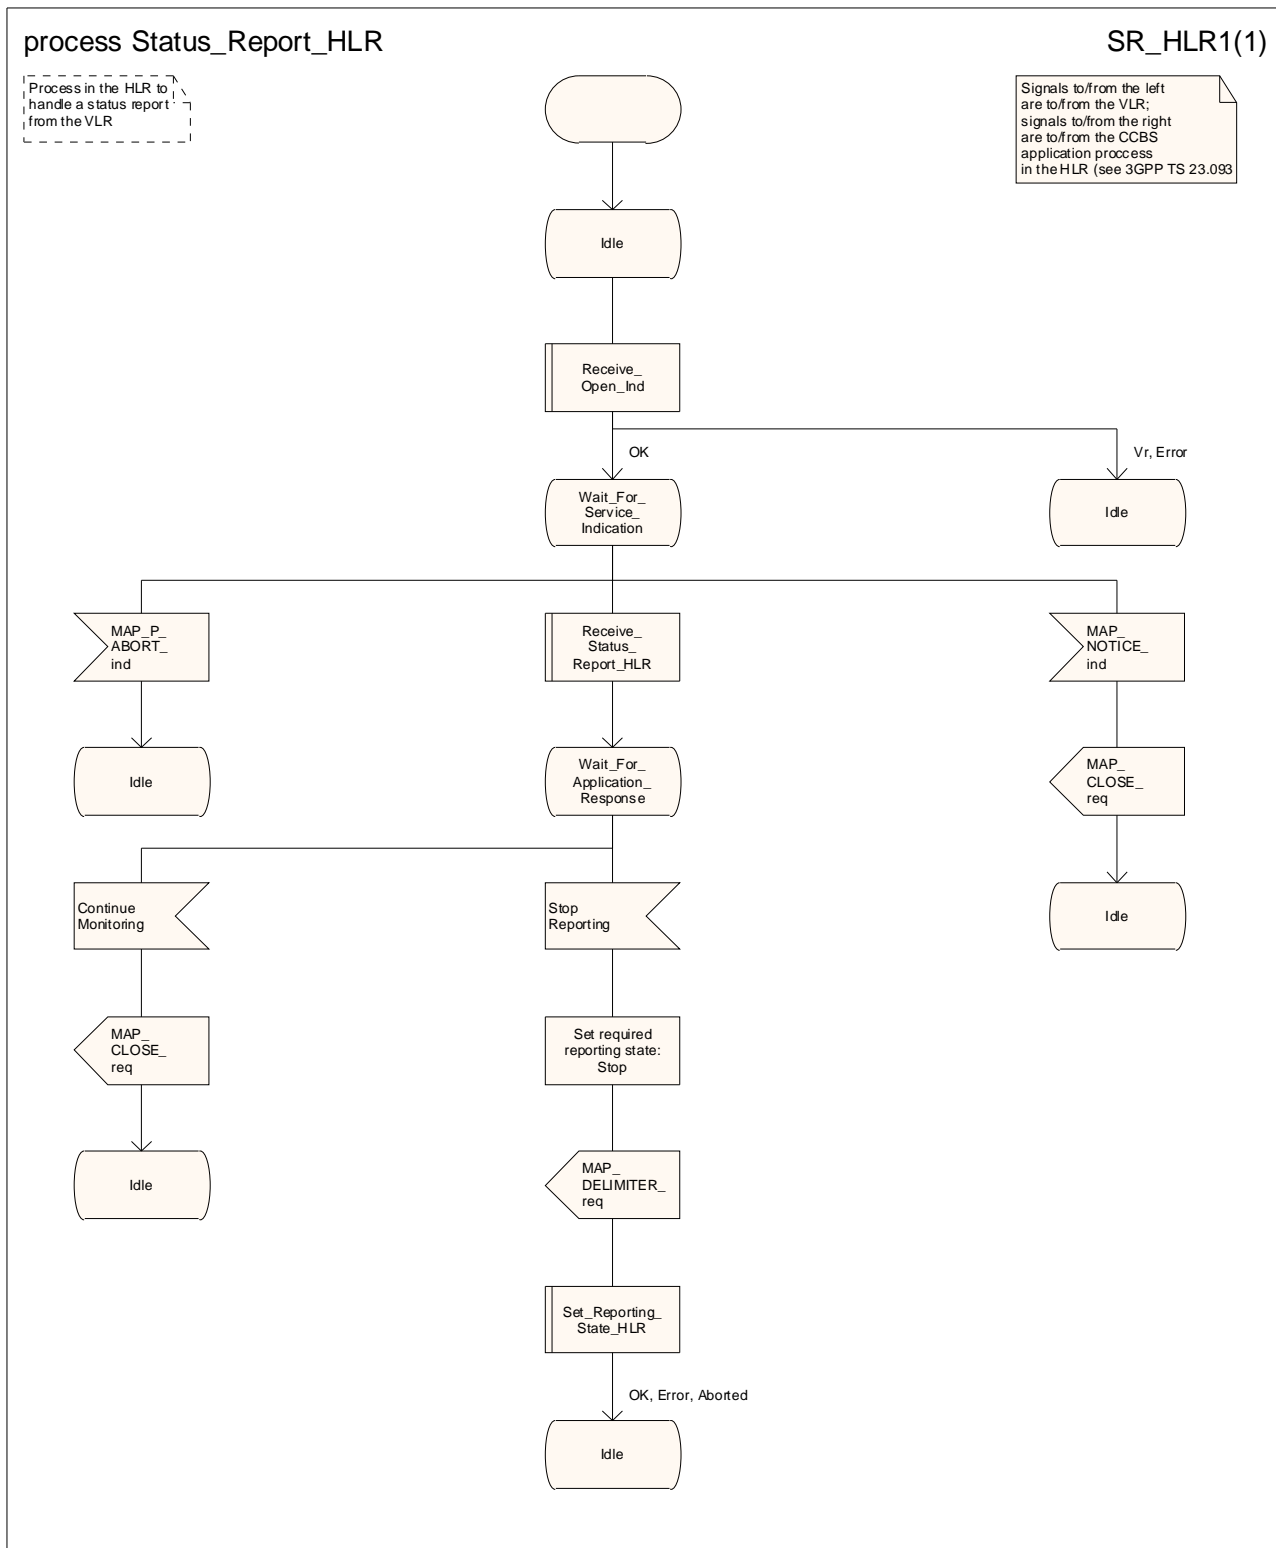 process Status_Report_HLR
SR_HLR1(1)
Process in the HLR to
handle a status report
from the VLR
Signals to/from the left
are to/from the VLR;
signals to/from the right
are to/from the CCBS
application proccess
in the HLR (see 3GPP TS 23.093
Idle
Receive_
Open_Ind
OK
Vr, Error
Wait_For_
Service_
Indication
Idle
MAP_P_
ABORT_
ind
Receive_
Status_
Report_HLR
MAP_
NOTICE_
ind
Idle
Wait_For_
Application_
Response
MAP_
CLOSE_
req
Continue
Monitoring
Stop
Reporting
Idle
MAP_
CLOSE_
req
Set required
reporting state:
Stop
Idle
MAP_
DELIMITER_
req
Set_Reporting_
State_HLR
OK, Error, Aborted
Idle